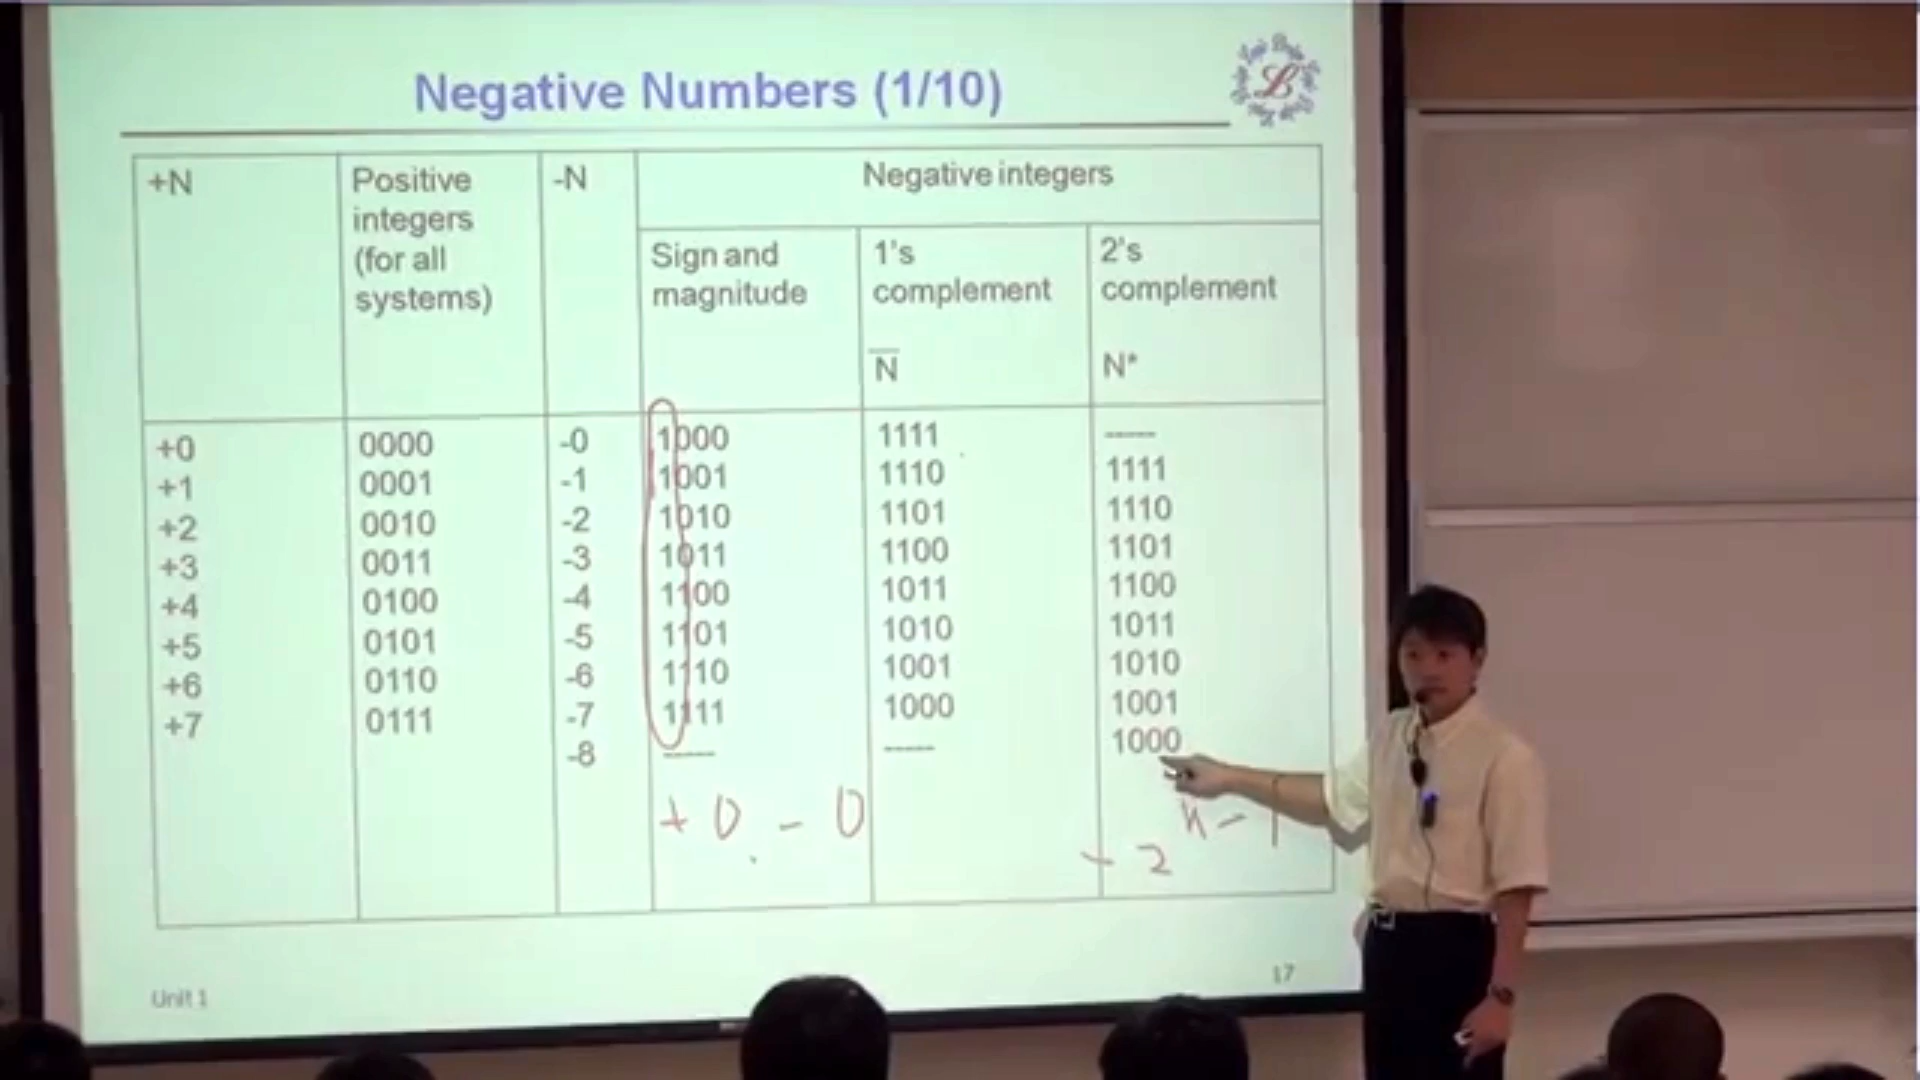 Negative Numbers (1/10)
L
+N Positive integers (for all systems) -N Negative integers
Sign and magnitude 1's complement N̅ 2's complement N*
+0 0000 -0 1000 1111 -----
+1 0001 -1 1001 1110 1111
+2 0010 -2 1010 1101 1110
+3 0011 -3 1011 1100 1101
+4 0100 -4 1100 1011 1100
+5 0101 -5 1101 1010 1011
+6 0110 -6 1110 1001 1010
+7 0111 -7 1111 1000 1001
-8 ----- ----- 1000
+0 - 0
- 2 n - 1
Unit 1 17